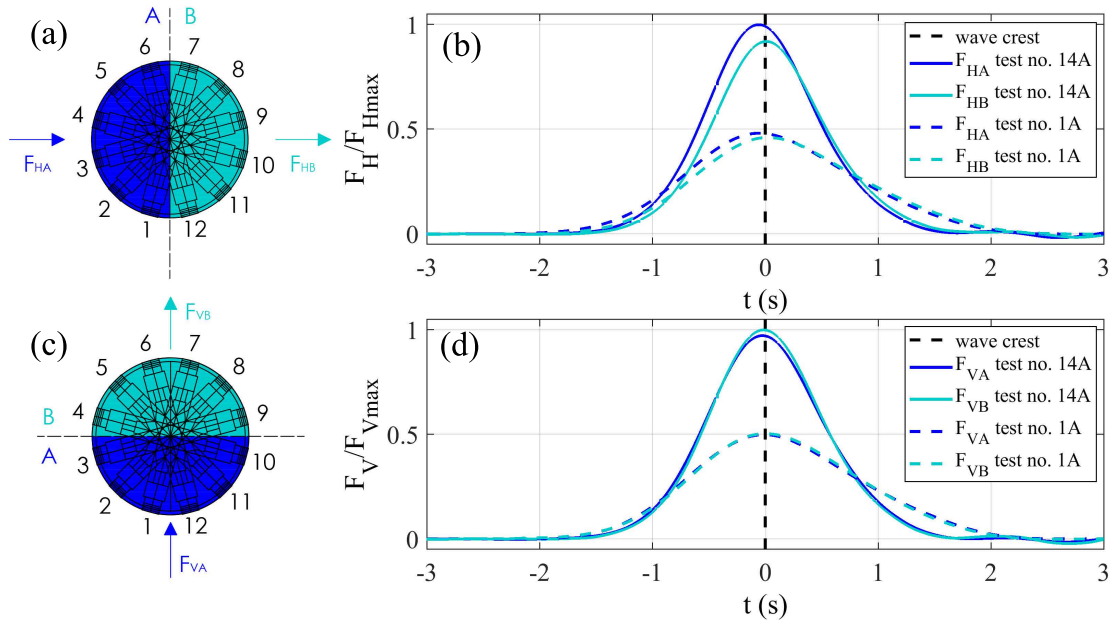 (a)
A B
6 7
5 8
4 9
3 10
2 11
1 12
F_HA
F_HB
(b)
F_H/F_Hmax
1
0.5
0
-3 -2 -1 0 1 2 3
t (s)
wave crest
F_HA test no. 14A
F_HB test no. 14A
F_HA test no. 1A
F_HB test no. 1A
(c)
F_VB
6 7
5 8
4 9
B
A
3 10
2 11
1 12
F_VA
(d)
F_V/F_Vmax
1
0.5
0
-3 -2 -1 0 1 2 3
t (s)
wave crest
F_VA test no. 14A
F_VB test no. 14A
F_VA test no. 1A
F_VB test no. 1A